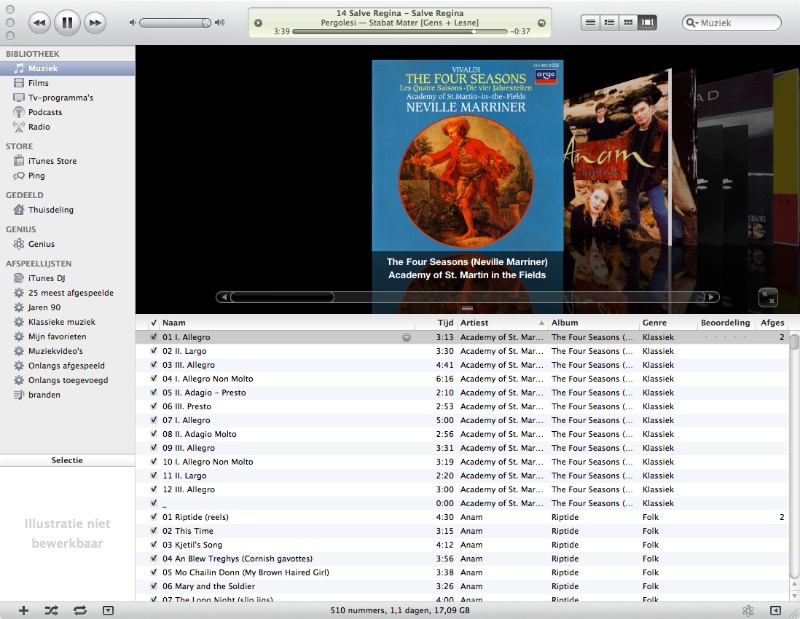 14 Salve Regina – Salve Regina
Pergolesi — Stabat Mater [Gens + Lesne]
3:39 -0:37
Muziek
BIBLIOTHEEK
Muziek
Films
Tv-programma's
Podcasts
Radio
STORE
iTunes Store
Ping
GEDEELD
Thuisdeling
GENIUS
Genius
AFSPEELLIJSTEN
iTunes DJ
25 meest afgespeelde
Jaren 90
Klassieke muziek
Mijn favorieten
Muziekvideo's
Onlangs afgespeeld
Onlangs toegevoegd
branden
Selectie
Illustratie niet
bewerkbaar
VIVALDI
argo
THE FOUR SEASONS
Les Quatre Saisons · Die vier Jahreszeiten
Academy of St. Martin-in-the-Fields
NEVILLE MARRINER
Anam
The Four Seasons (Neville Marriner)
Academy of St. Martin in the Fields
Naam Tijd Artiest Album Genre Beoordeling Afges
01 I. Allegro 3:13 Academy of St. Mar... The Four Seasons (... Klassiek 2
02 II. Largo 3:30 Academy of St. Mar... The Four Seasons (... Klassiek
03 III. Allegro 4:41 Academy of St. Mar... The Four Seasons (... Klassiek
04 I. Allegro Non Molto 6:16 Academy of St. Mar... The Four Seasons (... Klassiek
05 II. Adagio – Presto 2:10 Academy of St. Mar... The Four Seasons (... Klassiek
06 III. Presto 2:53 Academy of St. Mar... The Four Seasons (... Klassiek
07 I. Allegro 5:00 Academy of St. Mar... The Four Seasons (... Klassiek
08 II. Adagio Molto 2:56 Academy of St. Mar... The Four Seasons (... Klassiek
09 III. Allegro 3:31 Academy of St. Mar... The Four Seasons (... Klassiek
10 I. Allegro Non Molto 3:19 Academy of St. Mar... The Four Seasons (... Klassiek
11 II. Largo 2:20 Academy of St. Mar... The Four Seasons (... Klassiek
12 III. Allegro 3:00 Academy of St. Mar... The Four Seasons (... Klassiek
_ 0:00 Academy of St. Mar... The Four Seasons (... Klassiek
01 Riptide (reels) 4:30 Anam Riptide Folk 2
02 This Time 3:15 Anam Riptide Folk
03 Kjetil's Song 4:12 Anam Riptide Folk
04 An Blew Treghys (Cornish gavottes) 3:56 Anam Riptide Folk
05 Mo Chailin Donn (My Brown Haired Girl) 3:38 Anam Riptide Folk
06 Mary and the Soldier 3:26 Anam Riptide Folk
07 The Long Night (slip jigs) 4:00 Anam Riptide Folk
510 nummers, 1,1 dagen, 17,09 GB